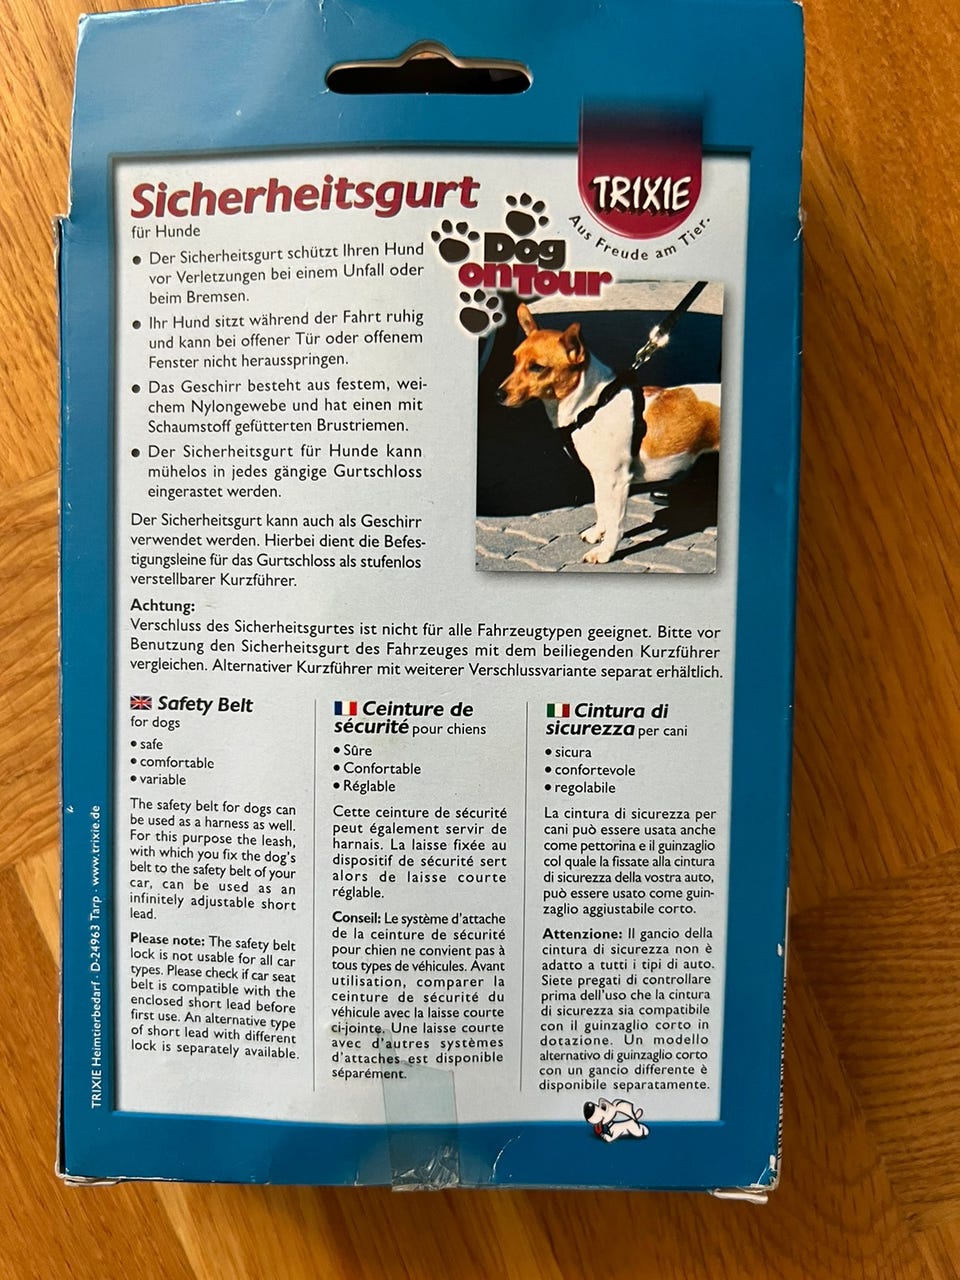 TRIXIE
Aus Freude am Tier.
Sicherheitsgurt
für Hunde
Dog
onTour
• Der Sicherheitsgurt schützt Ihren Hund
vor Verletzungen bei einem Unfall oder
beim Bremsen.
• Ihr Hund sitzt während der Fahrt ruhig
und kann bei offener Tür oder offenem
Fenster nicht herausspringen.
• Das Geschirr besteht aus festem, wei-
chem Nylongewebe und hat einen mit
Schaumstoff gefütterten Brustriemen.
• Der Sicherheitsgurt für Hunde kann
mühelos in jedes gängige Gurtschloss
eingerastet werden.
Der Sicherheitsgurt kann auch als Geschirr
verwendet werden. Hierbei dient die Befes-
tigungsleine für das Gurtschloss als stufenlos
verstellbarer Kurzführer.
Achtung:
Verschluss des Sicherheitsgurtes ist nicht für alle Fahrzeugtypen geeignet. Bitte vor
Benutzung den Sicherheitsgurt des Fahrzeuges mit dem beiliegenden Kurzführer
vergleichen. Alternativer Kurzführer mit weiterer Verschlussvariante separat erhältlich.
Safety Belt
for dogs
• safe
• comfortable
• variable
The safety belt for dogs can
be used as a harness as well.
For this purpose the leash,
with which you fix the dog's
belt to the safety belt of your
car, can be used as an
infinitely adjustable short
lead.
Please note: The safety belt
lock is not usable for all car
types. Please check if car seat
belt is compatible with the
enclosed short lead before
first use. An alternative type
of short lead with different
lock is separately available.
Ceinture de
sécurité pour chiens
• Sûre
• Confortable
• Réglable
Cette ceinture de sécurité
peut également servir de
harnais. La laisse fixée au
dispositif de sécurité sert
alors de laisse courte
réglable.
Conseil: Le système d'attache
de la ceinture de sécurité
pour chien ne convient pas à
tous types de véhicules. Avant
utilisation, comparer la
ceinture de sécurité du
véhicule avec la laisse courte
ci-jointe. Une laisse courte
avec d'autres systèmes
d'attaches est disponible
séparément.
Cintura di
sicurezza per cani
• sicura
• confortevole
• regolabile
La cintura di sicurezza per
cani può essere usata anche
come pettorina e il guinzaglio
col quale la fissate alla cintura
di sicurezza della vostra auto,
può essere usato come guin-
zaglio aggiustabile corto.
Attenzione: Il gancio della
cintura di sicurezza non è
adatto a tutti i tipi di auto.
Siete pregati di controllare
prima dell'uso che la cintura
di sicurezza sia compatibile
con il guinzaglio corto in
dotazione. Un modello
alternativo di guinzaglio corto
con un gancio differente è
disponibile separatamente.
TRIXIE Heimtierbedarf · D-24963 Tarp · www.trixie.de